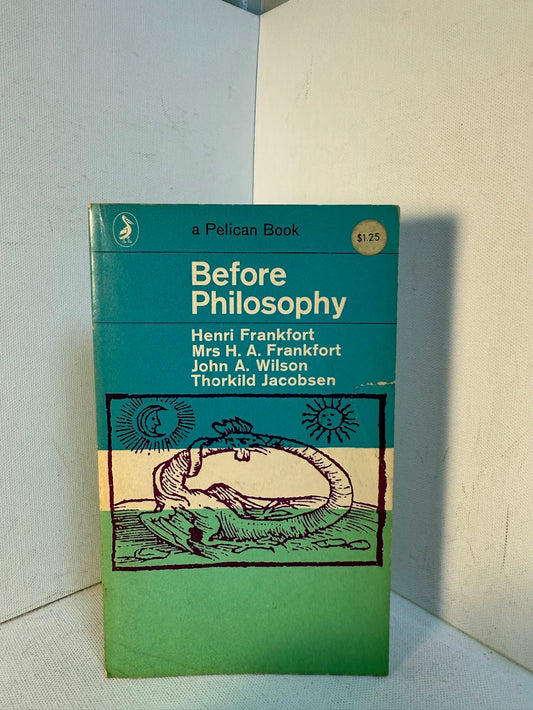 a Pelican Book
$1.25
Before
Philosophy
Henri Frankfort
Mrs H. A. Frankfort
John A. Wilson
Thorkild Jacobsen